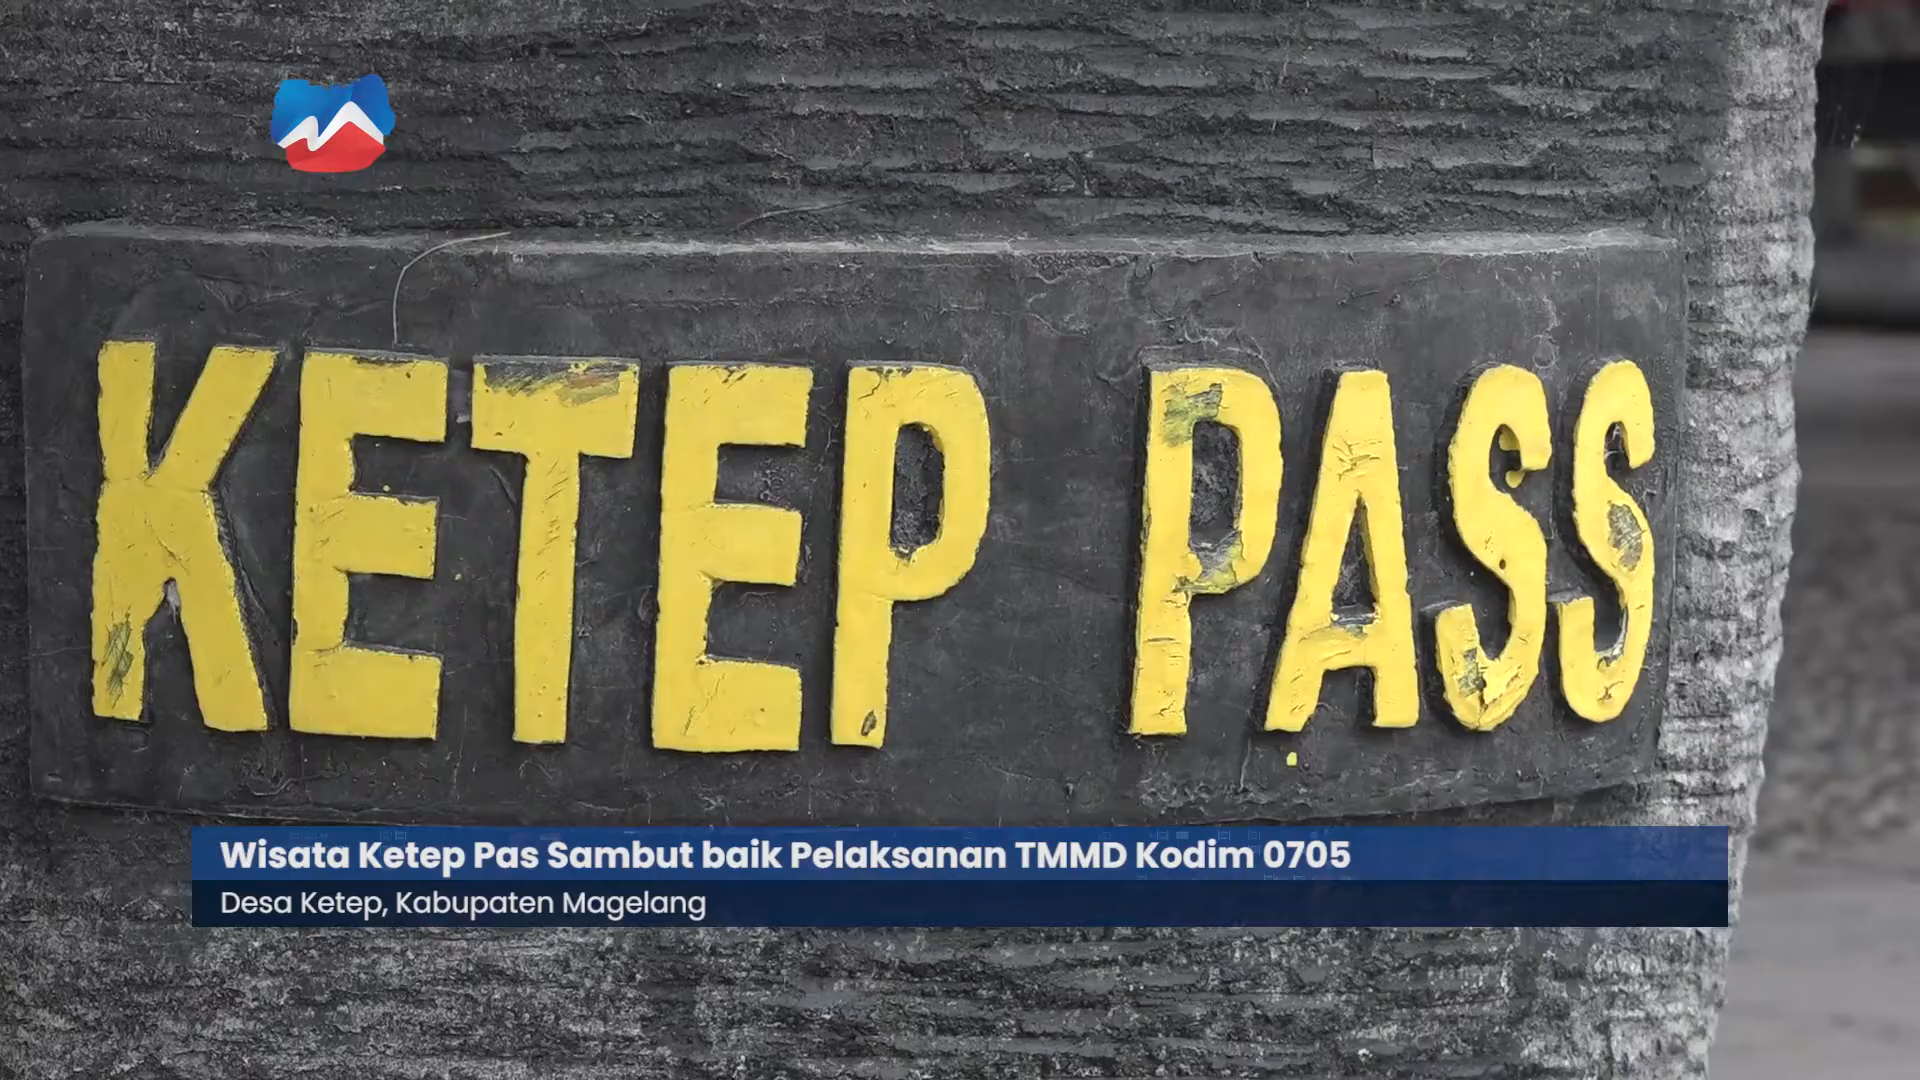 KETEP PASS
Wisata Ketep Pas Sambut baik Pelaksanan TMMD Kodim 0705
Desa Ketep, Kabupaten Magelang